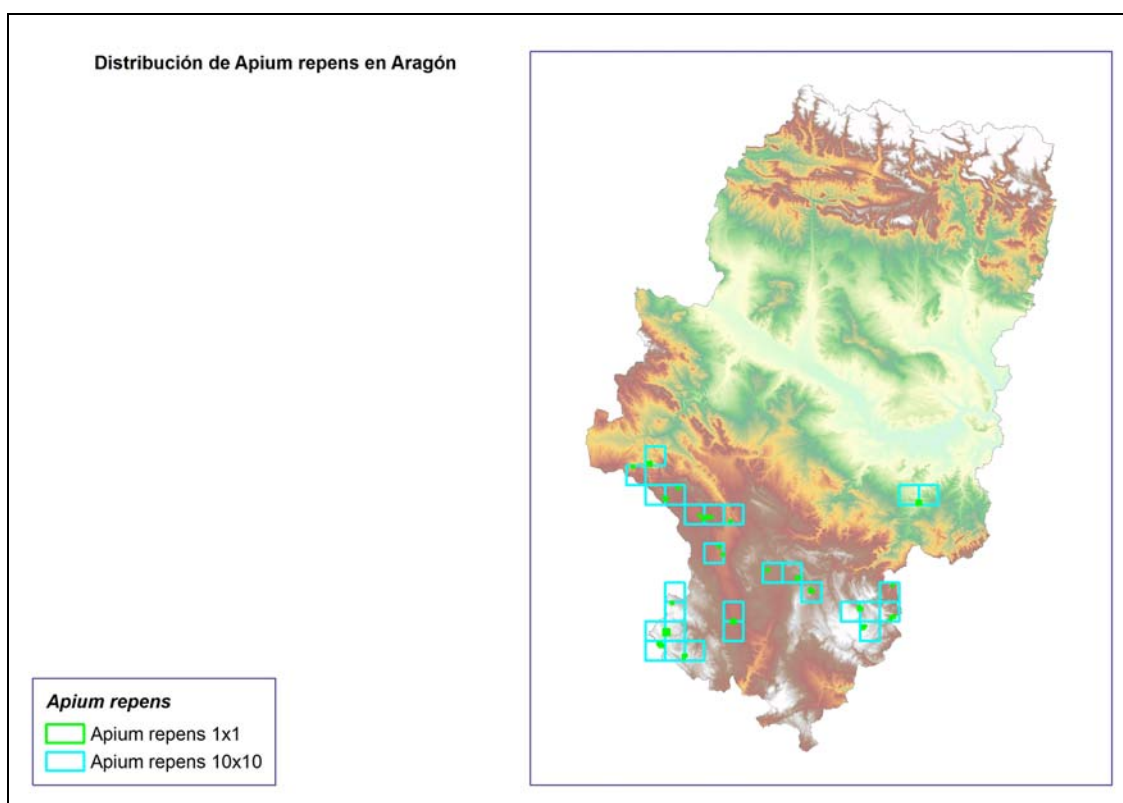 Distribución de Apium repens en Aragón
Apium repens
Apium repens 1x1
Apium repens 10x10